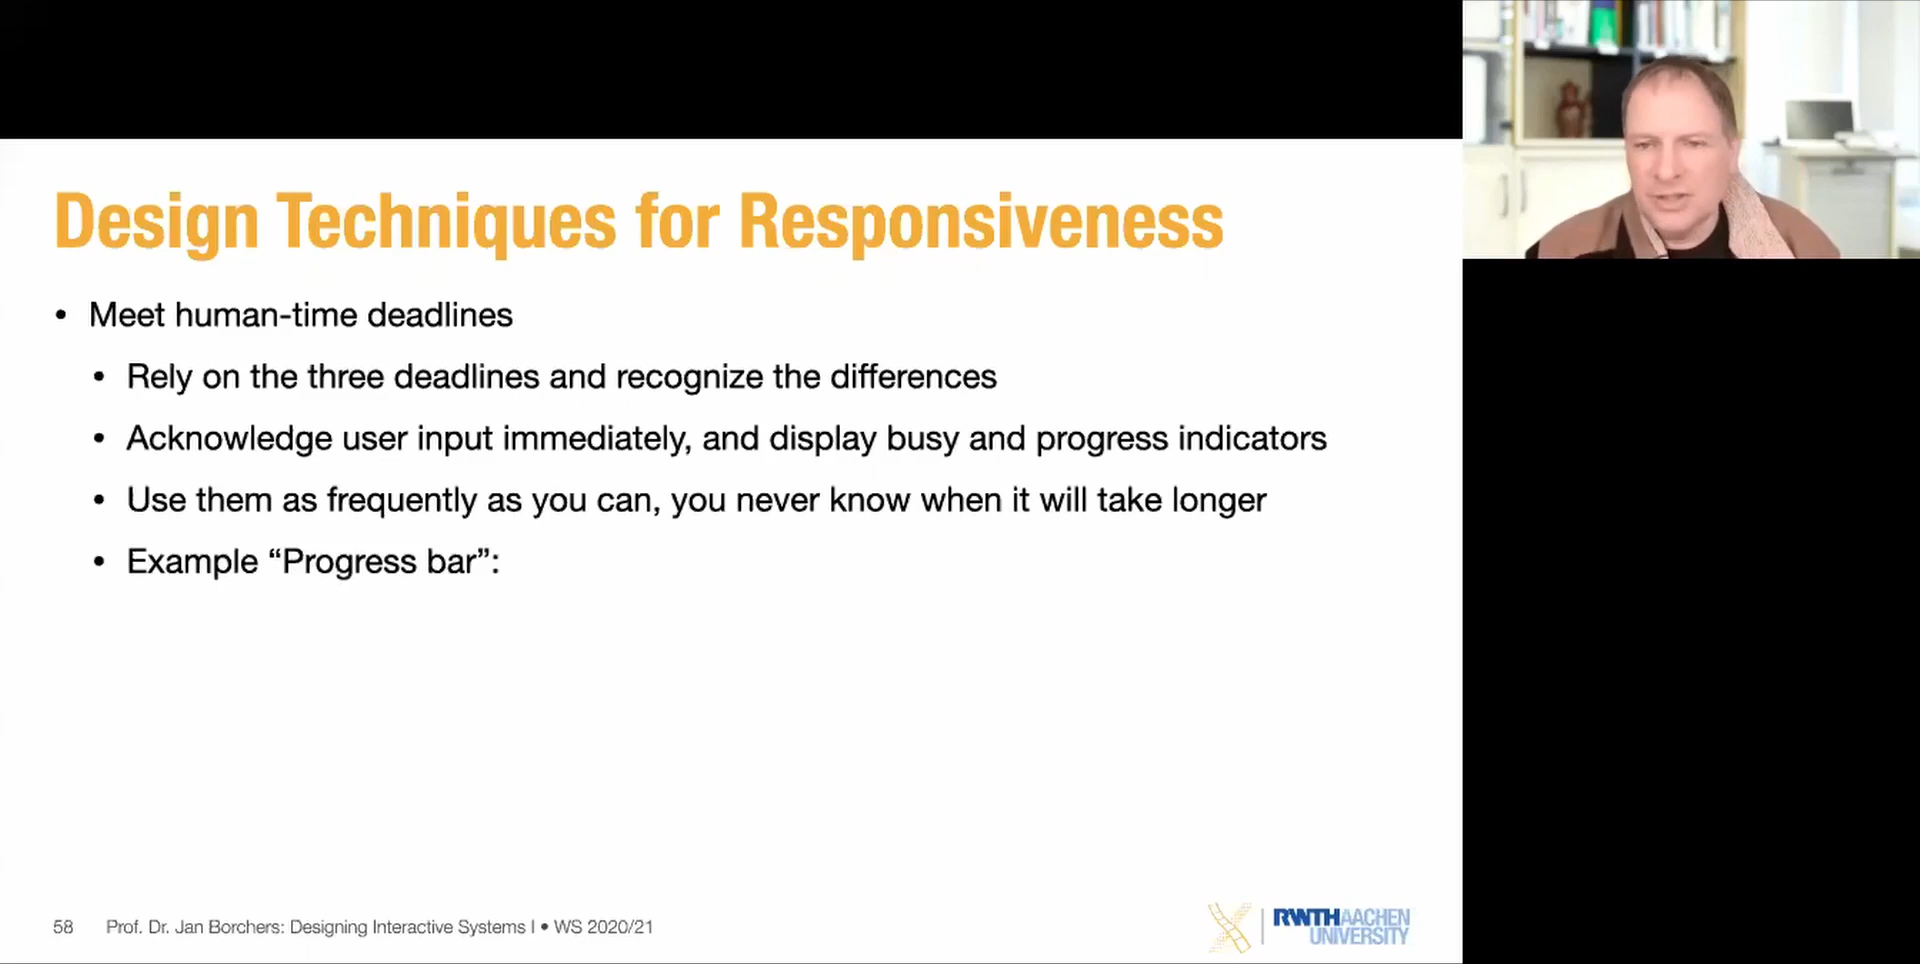 Design Techniques for Responsiveness
• Meet human-time deadlines
• Rely on the three deadlines and recognize the differences
• Acknowledge user input immediately, and display busy and progress indicators
• Use them as frequently as you can, you never know when it will take longer
• Example “Progress bar”:
58 Prof. Dr. Jan Borchers: Designing Interactive Systems I • WS 2020/21
RWTHAACHEN
UNIVERSITY